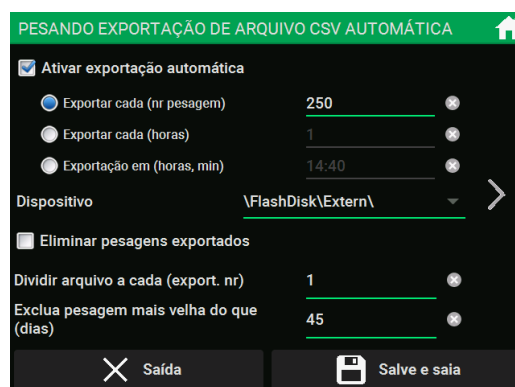 PESANDO EXPORTAÇÃO DE ARQUIVO CSV AUTOMÁTICA
Ativar exportação automática
Exportar cada (nr pesagem) 250
Exportar cada (horas) 1
Exportação em (horas, min) 14:40
Dispositivo \FlashDisk\Extern\
Eliminar pesagens exportados
Dividir arquivo a cada (export. nr) 1
Exclua pesagem mais velha do que
(dias) 45
Saída Salve e saia